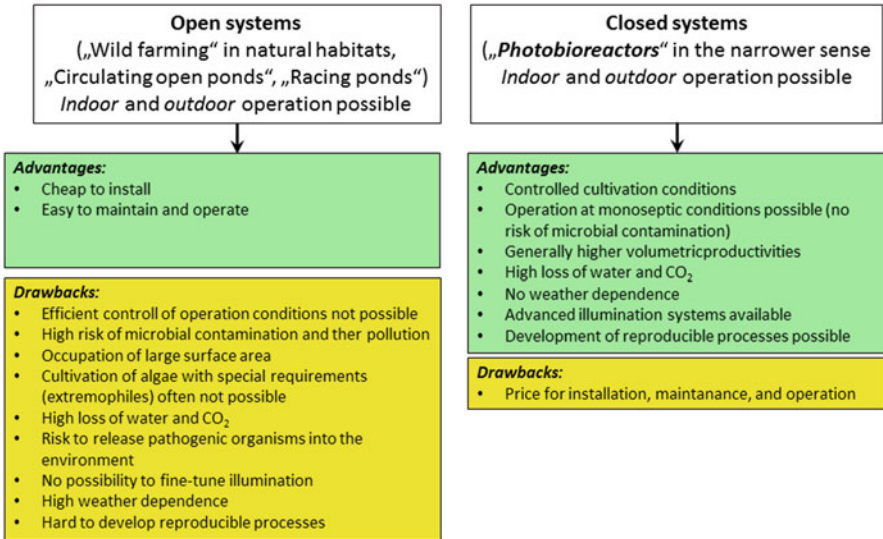 Open systems
(„Wild farming“ in natural habitats,
„Circulating open ponds“, „Racing ponds“)
Indoor and outdoor operation possible
Advantages:
• Cheap to install
• Easy to maintain and operate
Drawbacks:
• Efficient controll of operation conditions not possible
• High risk of microbial contamination and ther pollution
• Occupation of large surface area
• Cultivation of algae with special requirements
(extremophiles) often not possible
• High loss of water and CO₂
• Risk to release pathogenic organisms into the
environment
• No possibility to fine-tune illumination
• High weather dependence
• Hard to develop reproducible processes
Closed systems
(„Photobioreactors“ in the narrower sense
Indoor and outdoor operation possible
Advantages:
• Controlled cultivation conditions
• Operation at monoseptic conditions possible (no
risk of microbial contamination)
• Generally higher volumetricproductivities
• High loss of water and CO₂
• No weather dependence
• Advanced illumination systems available
• Development of reproducible processes possible
Drawbacks:
• Price for installation, maintanance, and operation